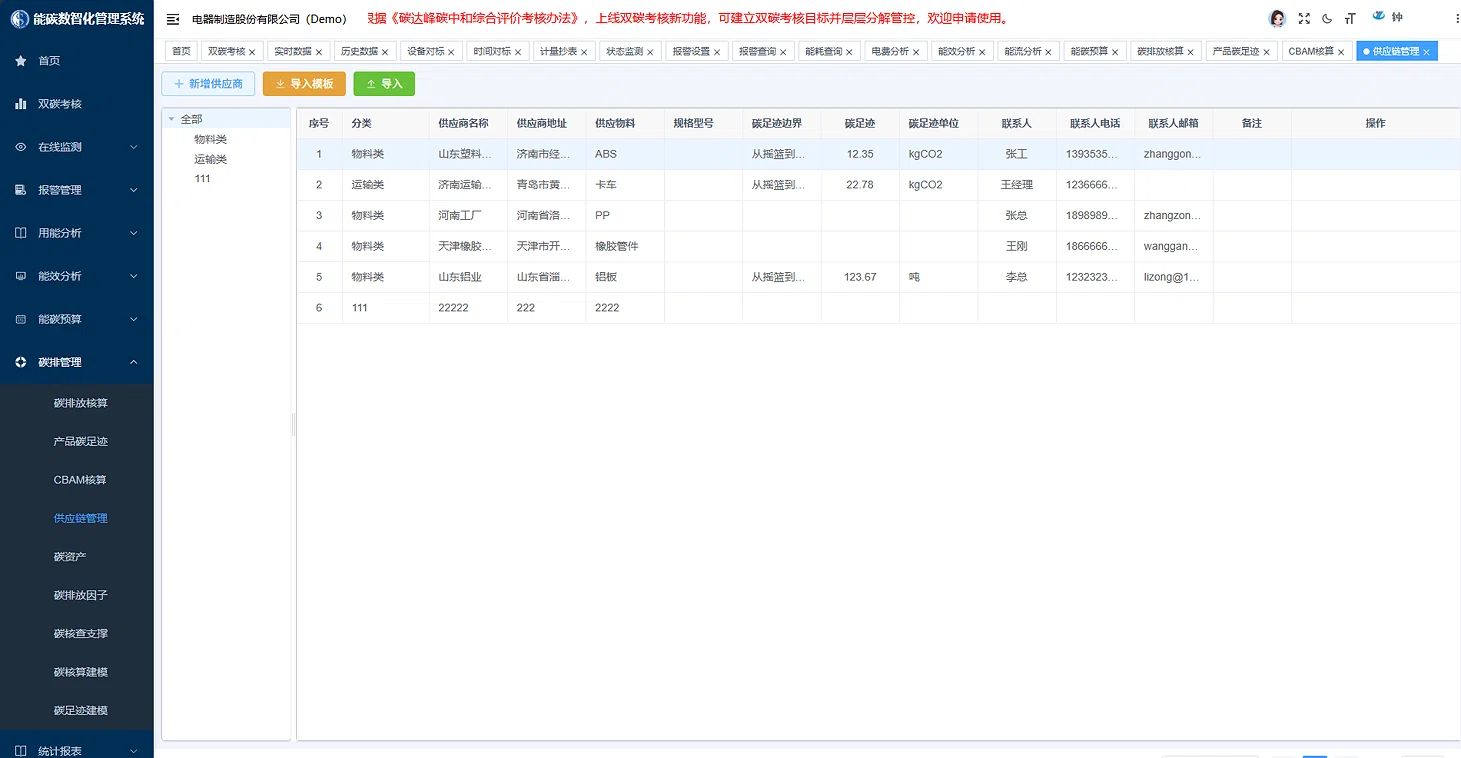 能碳数智化管理系统
电器制造股份有限公司（Demo）
根据《碳达峰碳中和综合评价考核办法》，上线双碳考核新功能，可建立双碳考核目标并层层分解管控，欢迎申请使用。
钟
首页
双碳考核
在线监测
报警管理
用能分析
能效分析
能碳预算
碳排管理
碳排放核算
产品碳足迹
CBAM核算
供应链管理
碳资产
碳排放因子
碳核查支撑
碳核算建模
碳足迹建模
统计报表
首页 双碳考核 实时数据 历史数据 设备对标 时间对标 计量抄表 状态监测 报警设置 报警查询 能耗查询 电费分析 能效分析 能流分析 能碳预算 碳排放核算 产品碳足迹 CBAM核算 供应链管理
新增供应商 导入模板 导入
全部
物料类
运输类
111
序号 分类 供应商名称 供应商地址 供应物料 规格型号 碳足迹边界 碳足迹 碳足迹单位 联系人 联系人电话 联系人邮箱 备注 操作
1 物料类 山东塑料... 济南市经... ABS 从摇篮到... 12.35 kgCO2 张工 1393535... zhanggon...
2 运输类 济南运输... 青岛市黄... 卡车 从摇篮到... 22.78 kgCO2 王经理 1236666...
3 物料类 河南工厂 河南省洛... PP 张总 1898989... zhangzon...
4 物料类 天津橡胶... 天津市开... 橡胶管件 王刚 1866666... wanggan...
5 物料类 山东铝业 山东省淄... 铝板 从摇篮到... 123.67 吨 李总 1232323... lizong@1...
6 111 22222 222 2222